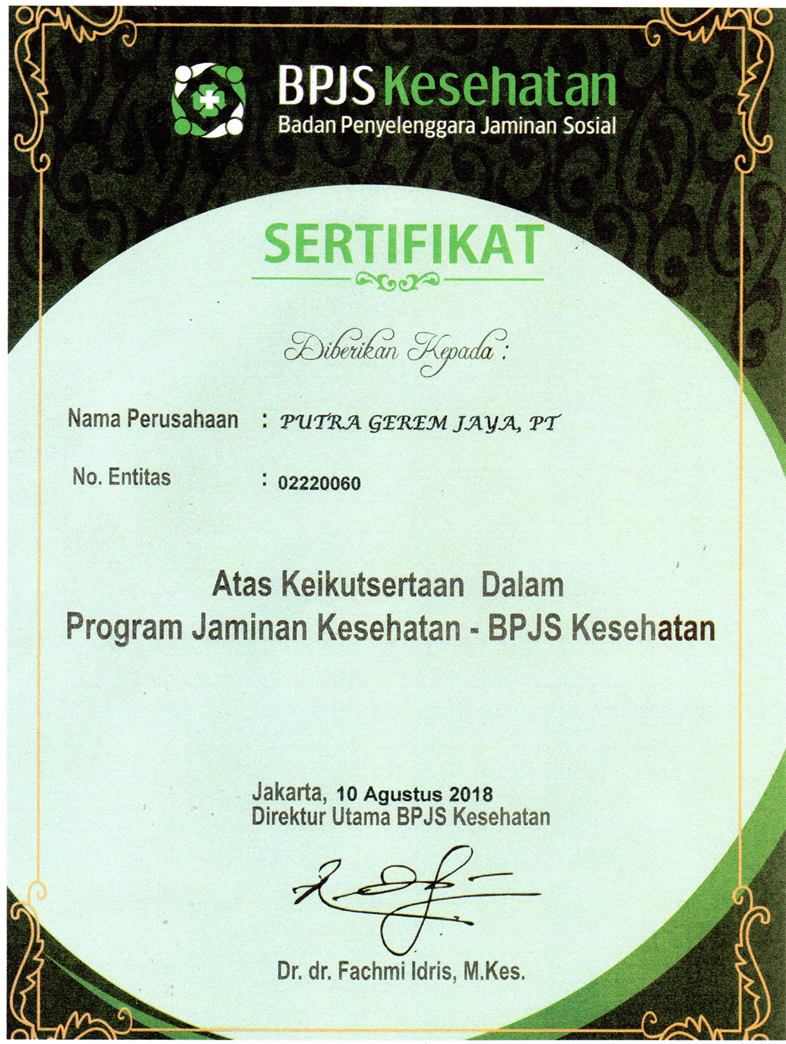 BPJS Kesehatan
Badan Penyelenggara Jaminan Sosial
SERTIFIKAT
Diberikan Kepada :
Nama Perusahaan : PUTRA GEREM JAYA, PT
No. Entitas : 02220060
Atas Keikutsertaan Dalam
Program Jaminan Kesehatan - BPJS Kesehatan
Jakarta, 10 Agustus 2018
Direktur Utama BPJS Kesehatan
Dr. dr. Fachmi Idris, M.Kes.